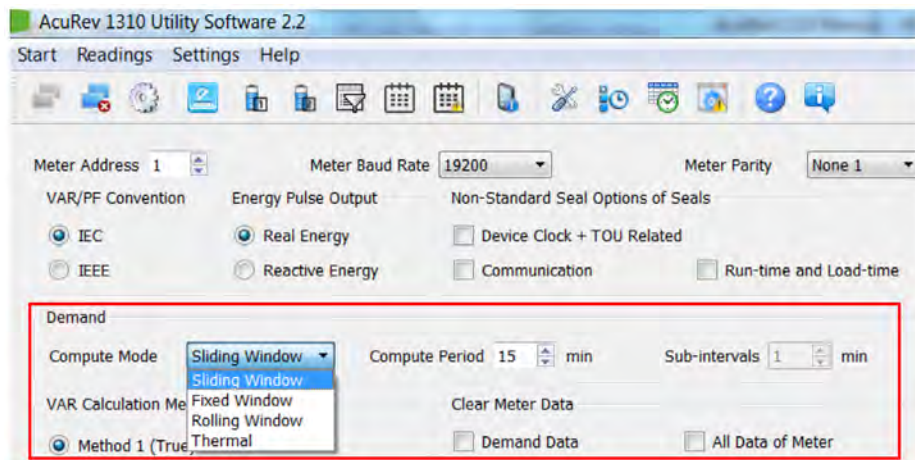 AcuRev 1310 Utility Software 2.2
Start Readings Settings Help
Meter Address 1 Meter Baud Rate 19200 Meter Parity None 1
VAR/PF Convention Energy Pulse Output Non-Standard Seal Options of Seals
IEC Real Energy Device Clock + TOU Related
IEEE Reactive Energy Communication Run-time and Load-time
Demand
Compute Mode Sliding Window Compute Period 15 min Sub-intervals 1 min
Sliding Window
VAR Calculation Me Fixed Window Clear Meter Data
Rolling Window
Method 1 (True) Thermal Demand Data All Data of Meter